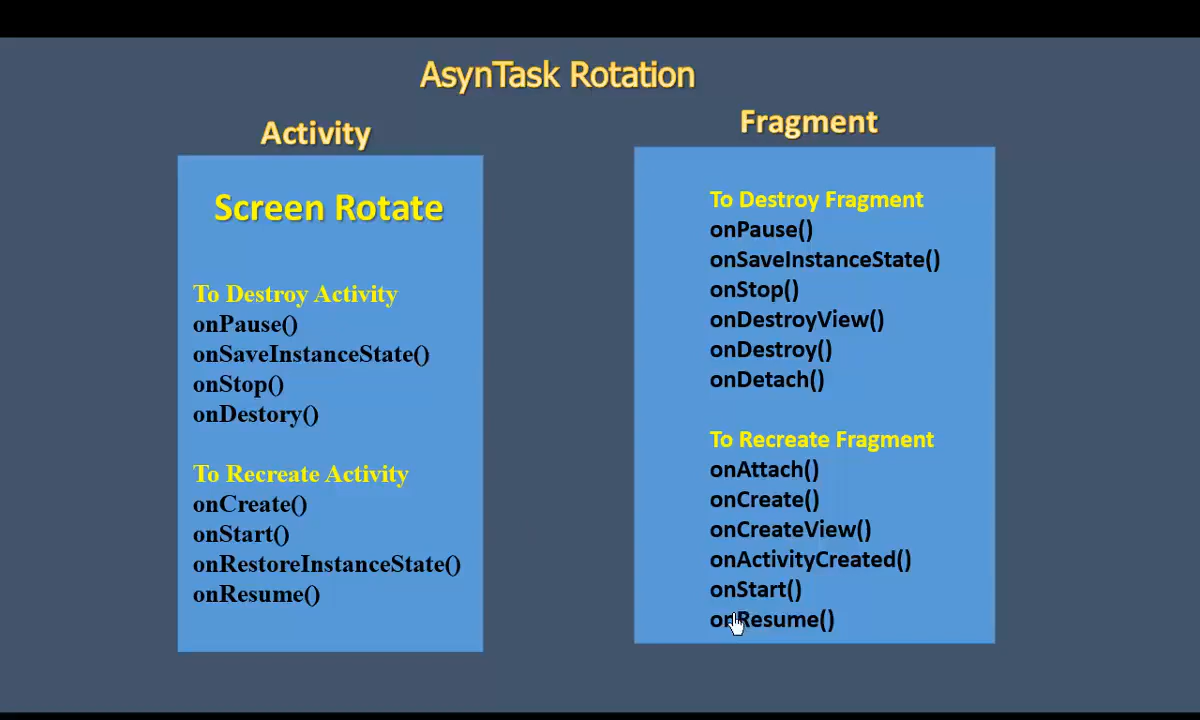 AsynTask Rotation
Activity
Screen Rotate
To Destroy Activity
onPause()
onSaveInstanceState()
onStop()
onDestory()
To Recreate Activity
onCreate()
onStart()
onRestoreInstanceState()
onResume()
Fragment
To Destroy Fragment
onPause()
onSaveInstanceState()
onStop()
onDestroyView()
onDestroy()
onDetach()
To Recreate Fragment
onAttach()
onCreate()
onCreateView()
onActivityCreated()
onStart()
onResume()